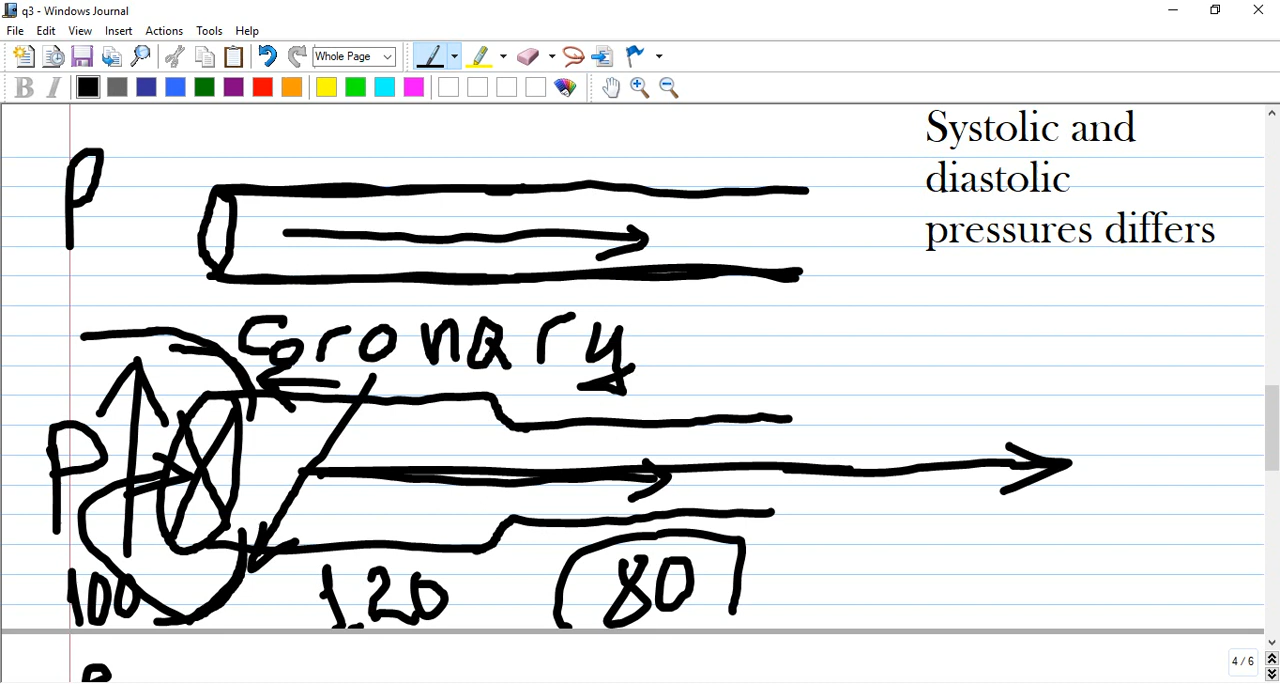 q3 - Windows Journal
File Edit View Insert Actions Tools Help
Whole Page
B I
Systolic and
diastolic
pressures differs
P
Coronary
P
100 120 80
4 / 6